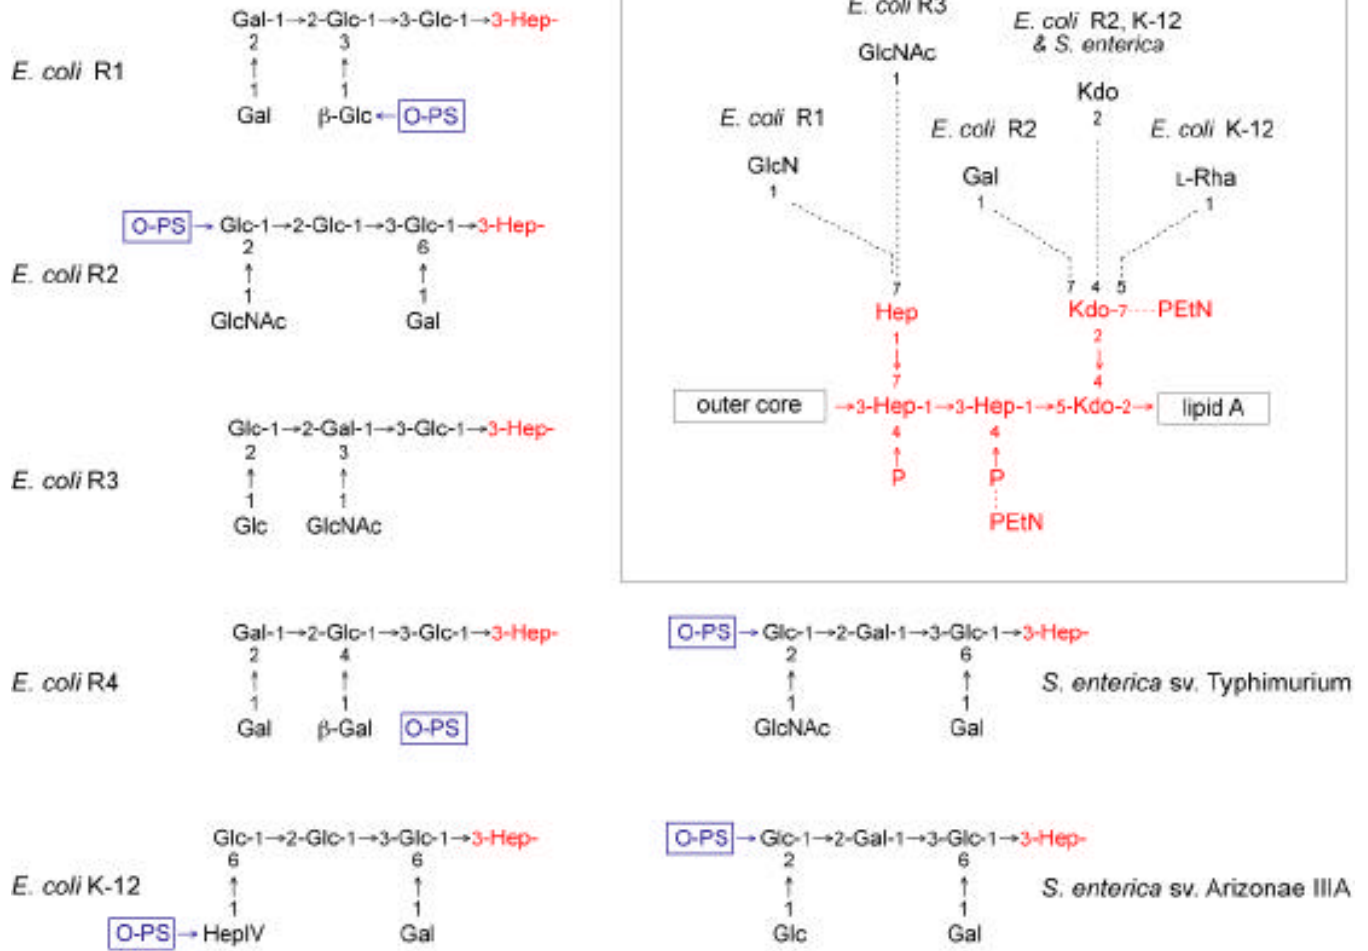 E. coli R1
Gal-1→2-Glc-1→3-Glc-1→3-Hep-
2 3
↑ ↑
1 1
Gal β-Glc ← O-PS
E. coli R2
O-PS → Glc-1→2-Glc-1→3-Glc-1→3-Hep-
2 6
↑ ↑
1 1
GlcNAc Gal
E. coli R3
Glc-1→2-Gal-1→3-Glc-1→3-Hep-
2 3
↑ ↑
1 1
Glc GlcNAc
E. coli R4
Gal-1→2-Glc-1→3-Glc-1→3-Hep-
2 4
↑ ↑
1 1
Gal β-Gal O-PS
E. coli K-12
Glc-1→2-Glc-1→3-Glc-1→3-Hep-
6 6
↑ ↑
1 1
O-PS → HepIV Gal
E. coli R3
GlcNAc
1
E. coli R2, K-12
& S. enterica
Kdo
2
E. coli R1
GlcN
1
E. coli R2
Gal
1
E. coli K-12
L-Rha
1
7 7 4 5
Hep Kdo-7 PEtN
1 2
↓ ↓
7 4
outer core →3-Hep-1→3-Hep-1→5-Kdo-2→ lipid A
4 4
↑ ↑
P P
PEtN
O-PS → Glc-1→2-Gal-1→3-Glc-1→3-Hep-
2 6
↑ ↑
1 1
GlcNAc Gal
S. enterica sv. Typhimurium
O-PS → Glc-1→2-Gal-1→3-Glc-1→3-Hep-
2 6
↑ ↑
1 1
Glc Gal
S. enterica sv. Arizonae IIIA